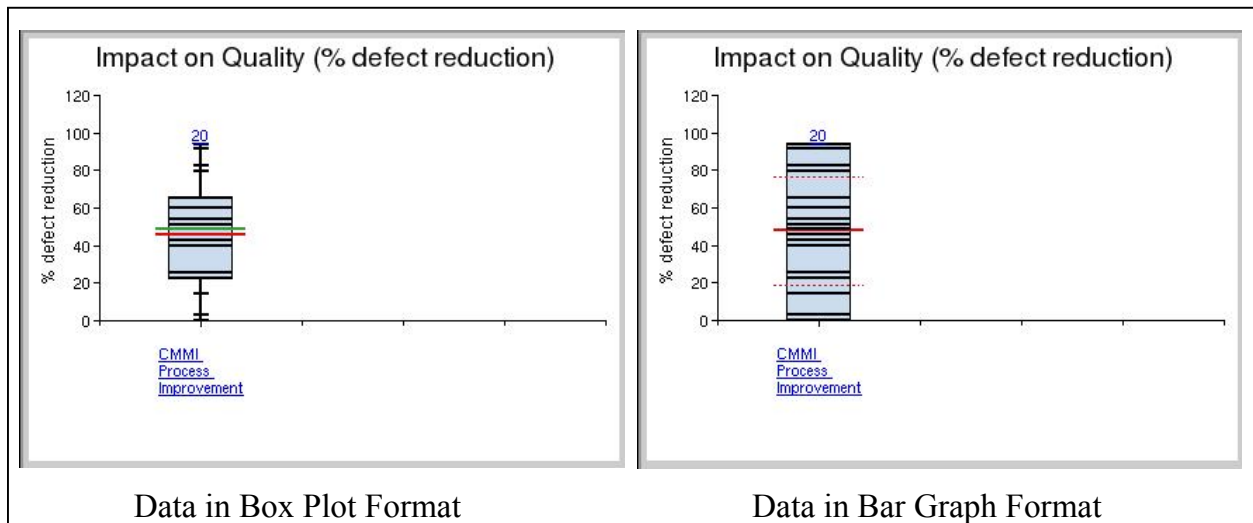 Impact on Quality (% defect reduction)
% defect reduction
120
100
80
60
40
20
0
20
CMMI
Process
Improvement
Data in Box Plot Format
Impact on Quality (% defect reduction)
% defect reduction
120
100
80
60
40
20
0
20
CMMI
Process
Improvement
Data in Bar Graph Format